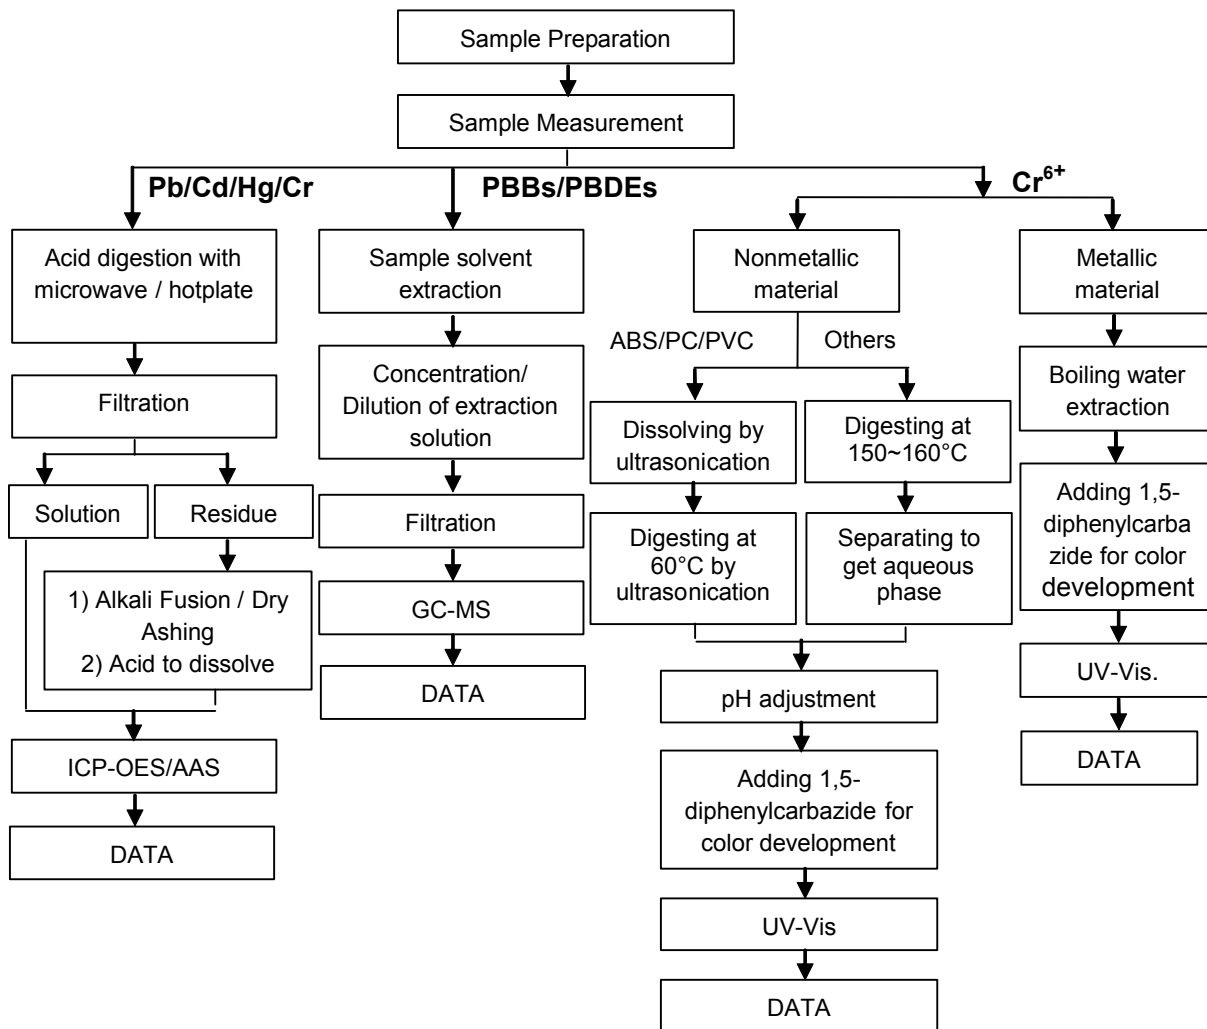 Sample Preparation
Sample Measurement
Pb/Cd/Hg/Cr
PBBs/PBDEs
Cr⁶⁺
Acid digestion with
microwave / hotplate
Filtration
Solution
Residue
1) Alkali Fusion / Dry
Ashing
2) Acid to dissolve
ICP-OES/AAS
DATA
Sample solvent
extraction
Concentration/
Dilution of extraction
solution
Filtration
GC-MS
DATA
Nonmetallic
material
ABS/PC/PVC
Others
Dissolving by
ultrasonication
Digesting at
60°C by
ultrasonication
Digesting at
150~160°C
Separating to
get aqueous
phase
pH adjustment
Adding 1,5-
diphenylcarbazide for
color development
UV-Vis
DATA
Metallic
material
Boiling water
extraction
Adding 1,5-
diphenylcarba
zide for color
development
UV-Vis.
DATA